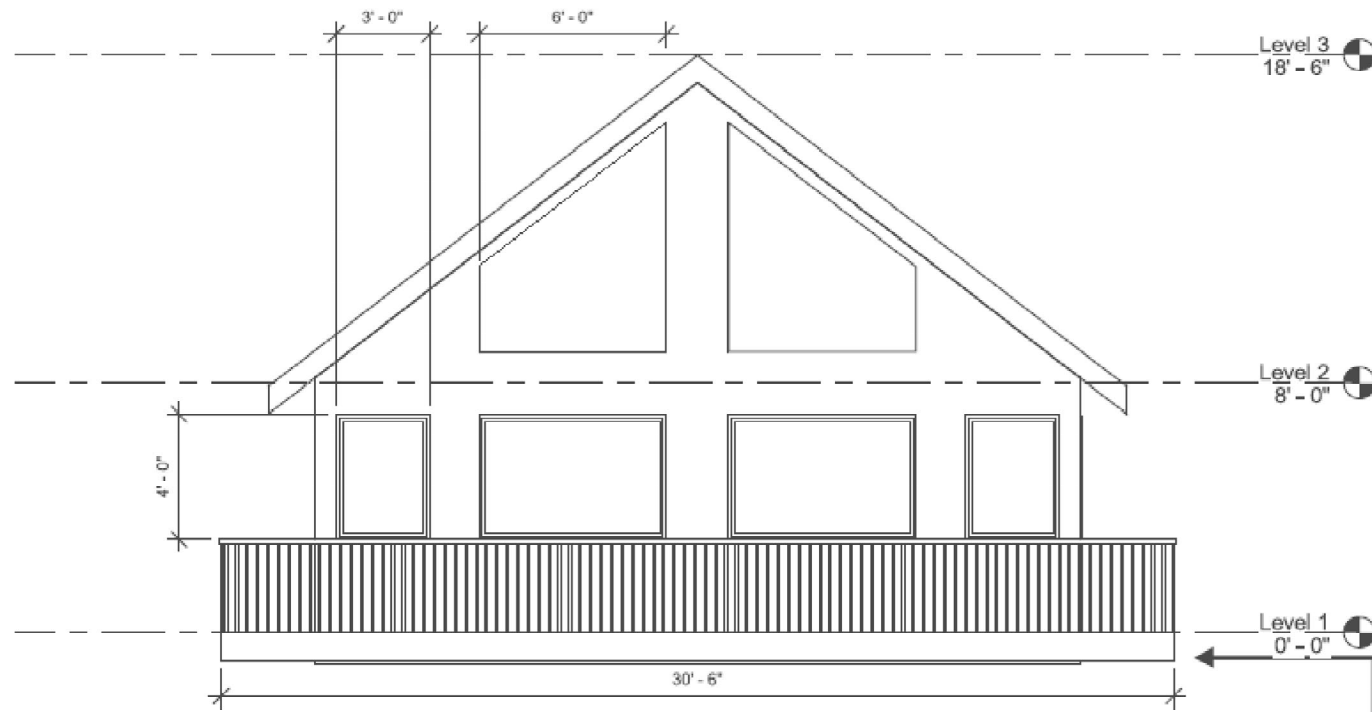 3' - 0"
6' - 0"
Level 3
18' - 6"
Level 2
8' - 0"
4' - 0"
Level 1
0' - 0"
30' - 6"